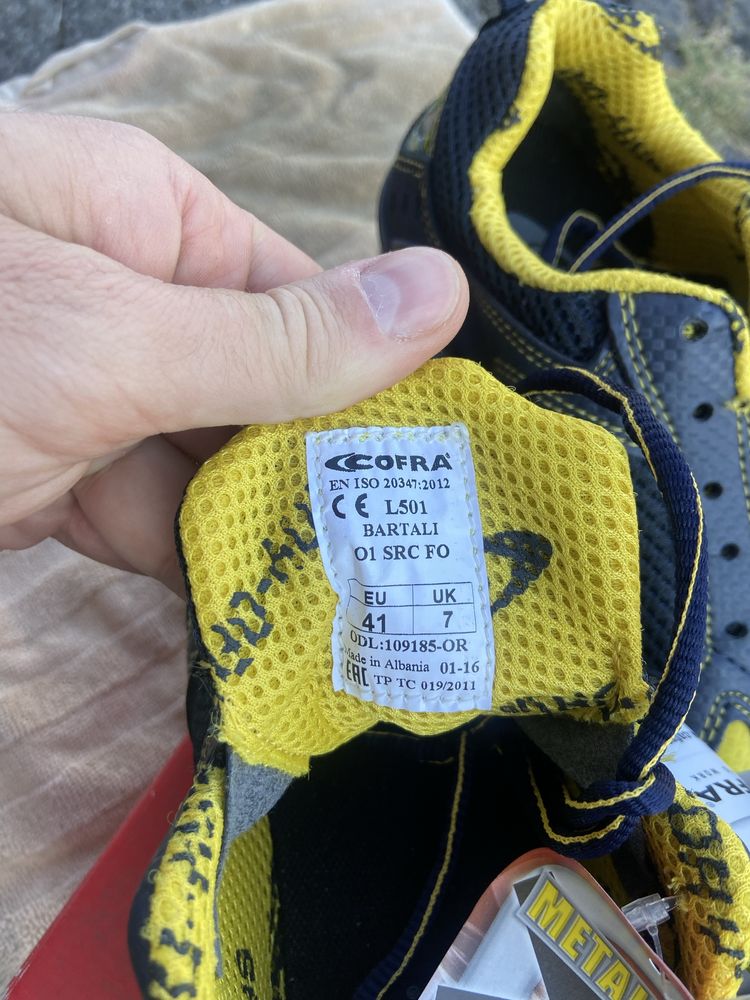 COFRA
EN ISO 20347:2012
CE L501
BARTALI
O1 SRC FO
EU UK
41 7
ODL:109185-OR
Made in Albania 01-16
EAC TP TC 019/2011
METAL